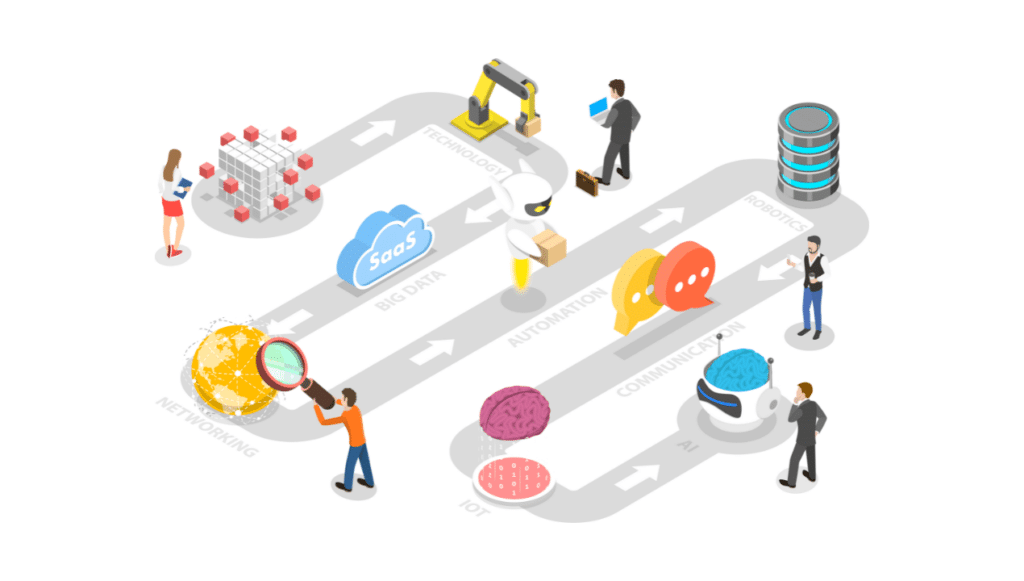 TECHNOLOGY
ROBOTICS
SaaS
BIG DATA
AUTOMATION
COMMUNICATION
NETWORKING
AI
IOT